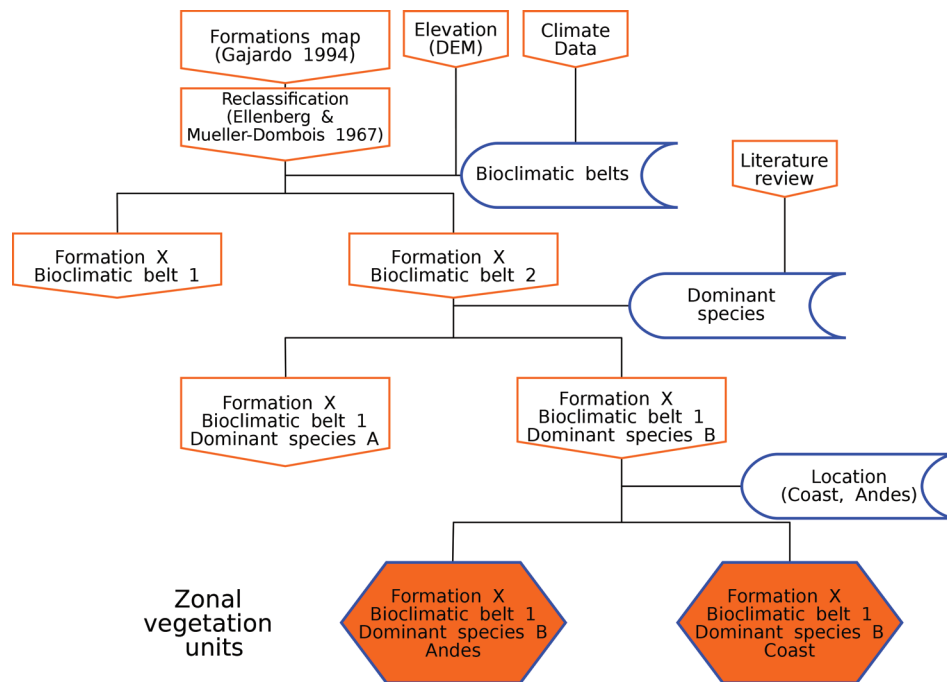 Formations map
(Gajardo 1994)
Elevation
(DEM)
Climate
Data
Reclassification
(Ellenberg &
Mueller-Dombois 1967)
Bioclimatic belts
Literature
review
Formation X
Bioclimatic belt 1
Formation X
Bioclimatic belt 2
Dominant
species
Formation X
Bioclimatic belt 1
Dominant species A
Formation X
Bioclimatic belt 1
Dominant species B
Location
(Coast, Andes)
Zonal
vegetation
units
Formation X
Bioclimatic belt 1
Dominant species B
Andes
Formation X
Bioclimatic belt 1
Dominant species B
Coast